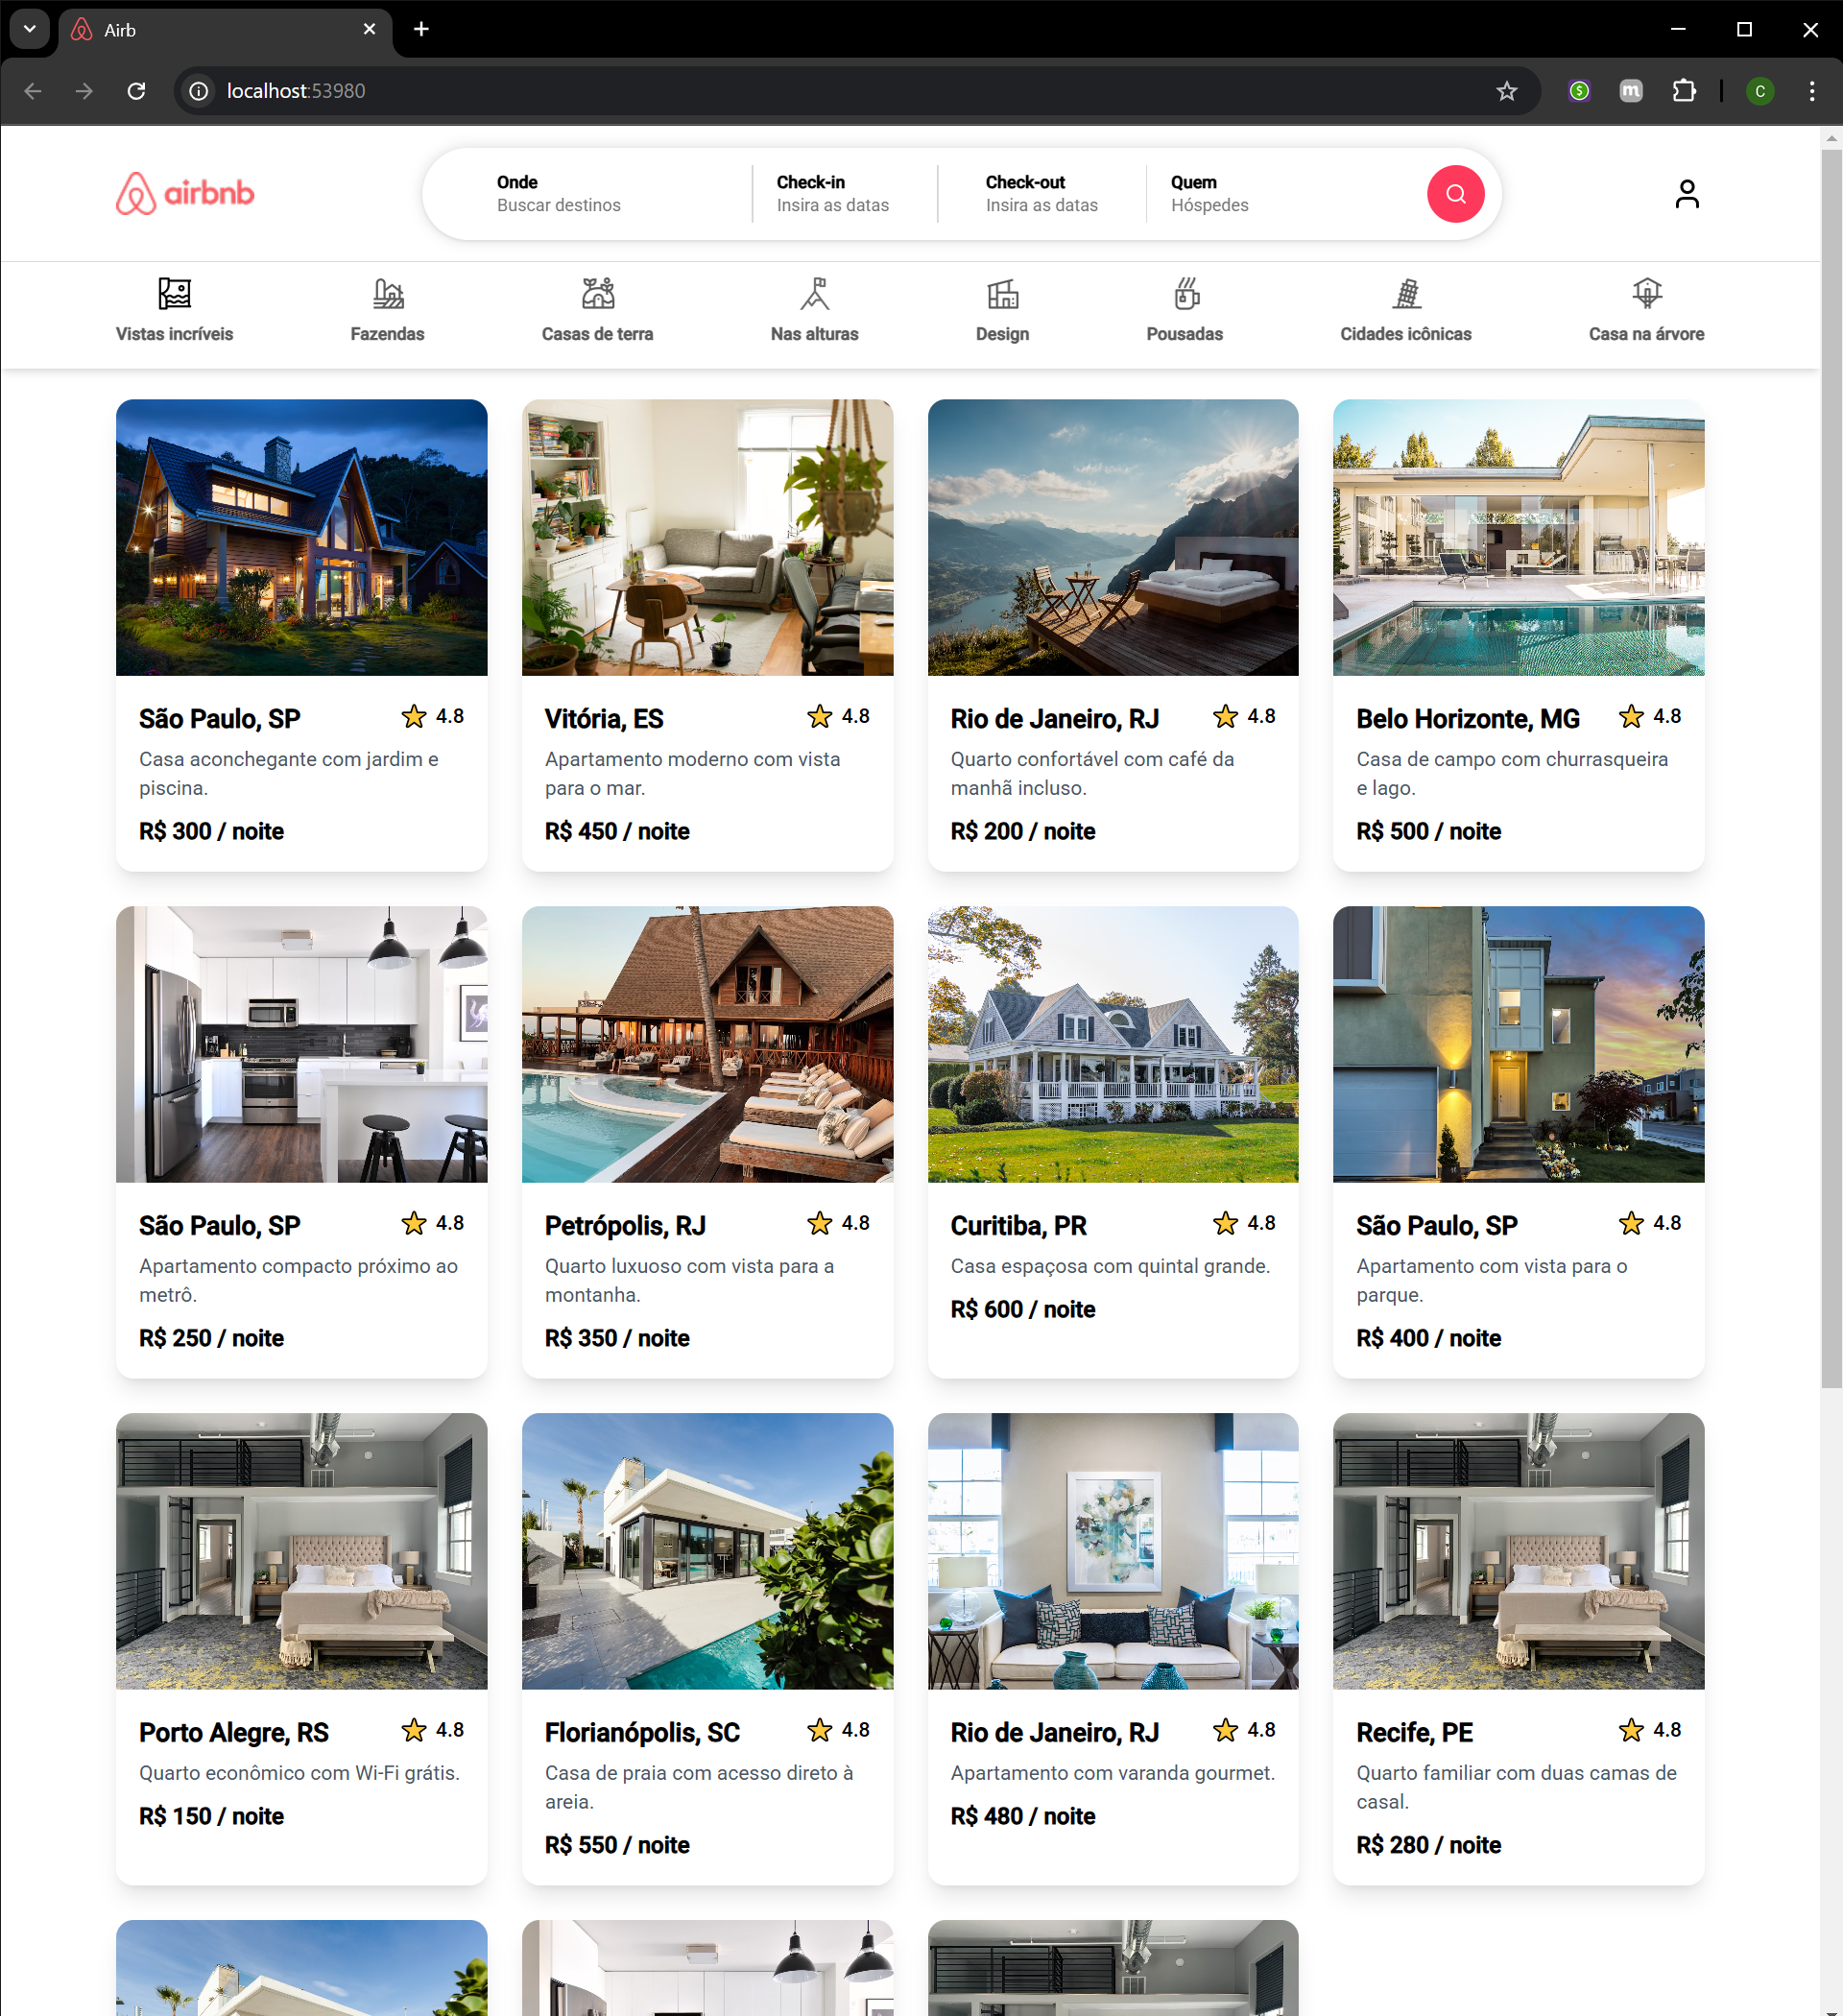 Airb
localhost:53980
C
airbnb
Onde
Buscar destinos
Check-in
Insira as datas
Check-out
Insira as datas
Quem
Hóspedes
Vistas incríveis
Fazendas
Casas de terra
Nas alturas
Design
Pousadas
Cidades icônicas
Casa na árvore
São Paulo, SP
4.8
Casa aconchegante com jardim e
piscina.
R$ 300 / noite
Vitória, ES
4.8
Apartamento moderno com vista
para o mar.
R$ 450 / noite
Rio de Janeiro, RJ
4.8
Quarto confortável com café da
manhã incluso.
R$ 200 / noite
Belo Horizonte, MG
4.8
Casa de campo com churrasqueira
e lago.
R$ 500 / noite
São Paulo, SP
4.8
Apartamento compacto próximo ao
metrô.
R$ 250 / noite
Petrópolis, RJ
4.8
Quarto luxuoso com vista para a
montanha.
R$ 350 / noite
Curitiba, PR
4.8
Casa espaçosa com quintal grande.
R$ 600 / noite
São Paulo, SP
4.8
Apartamento com vista para o
parque.
R$ 400 / noite
Porto Alegre, RS
4.8
Quarto econômico com Wi-Fi grátis.
R$ 150 / noite
Florianópolis, SC
4.8
Casa de praia com acesso direto à
areia.
R$ 550 / noite
Rio de Janeiro, RJ
4.8
Apartamento com varanda gourmet.
R$ 480 / noite
Recife, PE
4.8
Quarto familiar com duas camas de
casal.
R$ 280 / noite